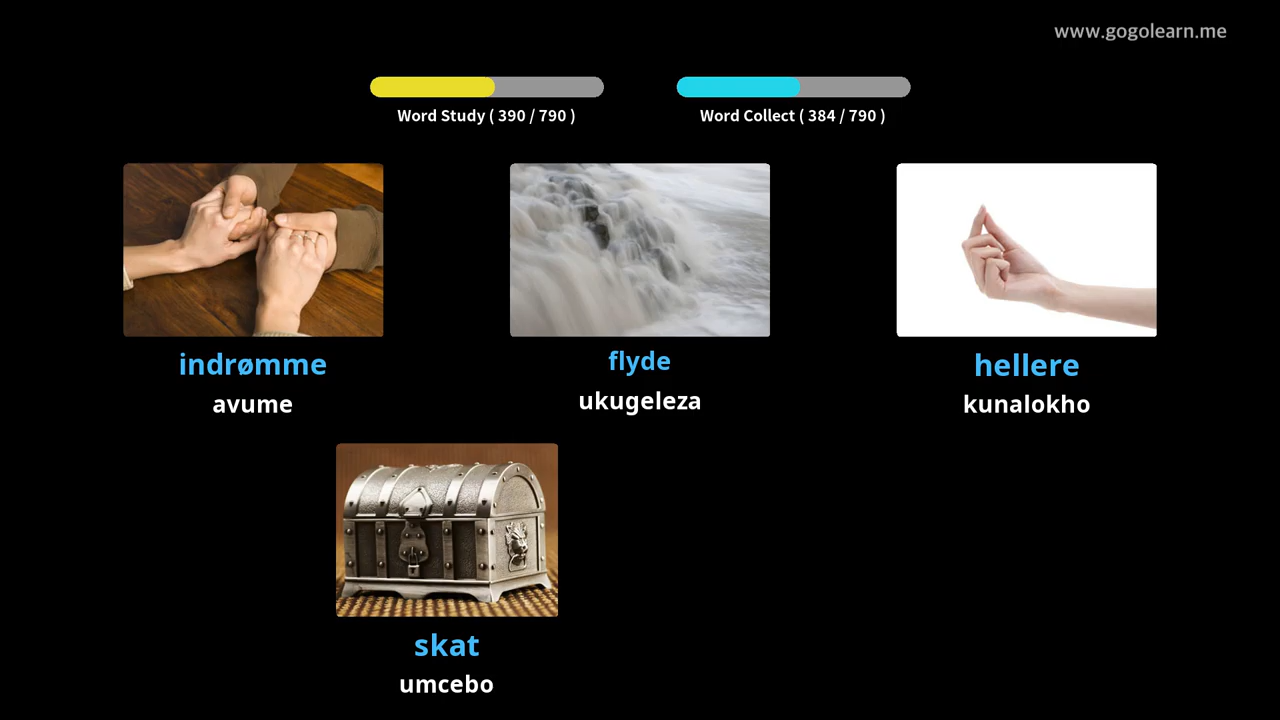 www.gogolearn.me
Word Study ( 390 / 790 )
Word Collect ( 384 / 790 )
indrømme
avume
flyde
ukugeleza
hellere
kunalokho
skat
umcebo